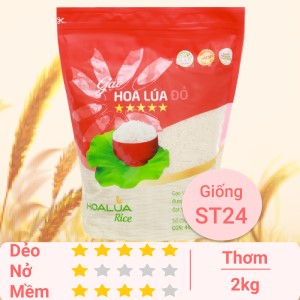 Gạo
HOA LÚA ĐỎ
HOALUA
Rice
Giống
ST24
Dẻo
Nở
Mềm
Thơm
2kg